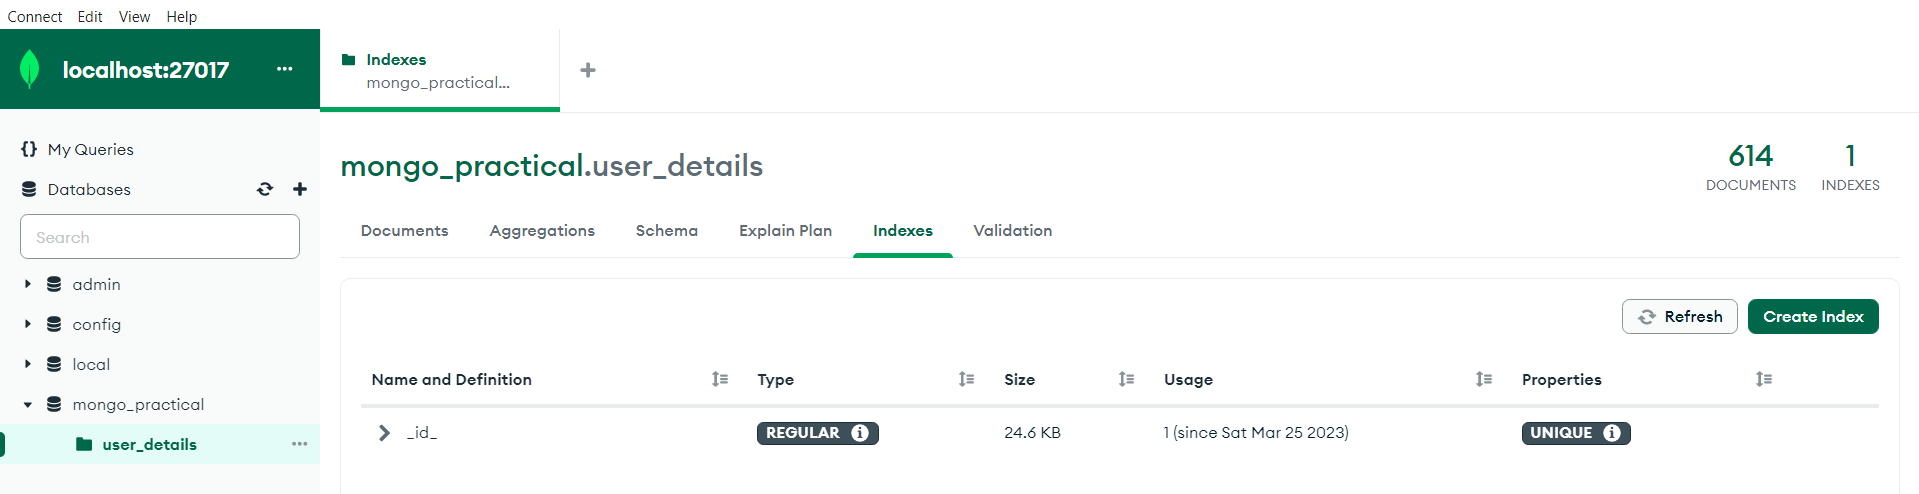 Connect Edit View Help
localhost:27017 ...
Indexes
mongo_practical...
+
{} My Queries
Databases
Search
admin
config
local
mongo_practical
user_details ...
mongo_practical.user_details
614 1
DOCUMENTS INDEXES
Documents Aggregations Schema Explain Plan Indexes Validation
Refresh Create Index
Name and Definition Type Size Usage Properties
_id_ REGULAR 24.6 KB 1 (since Sat Mar 25 2023) UNIQUE